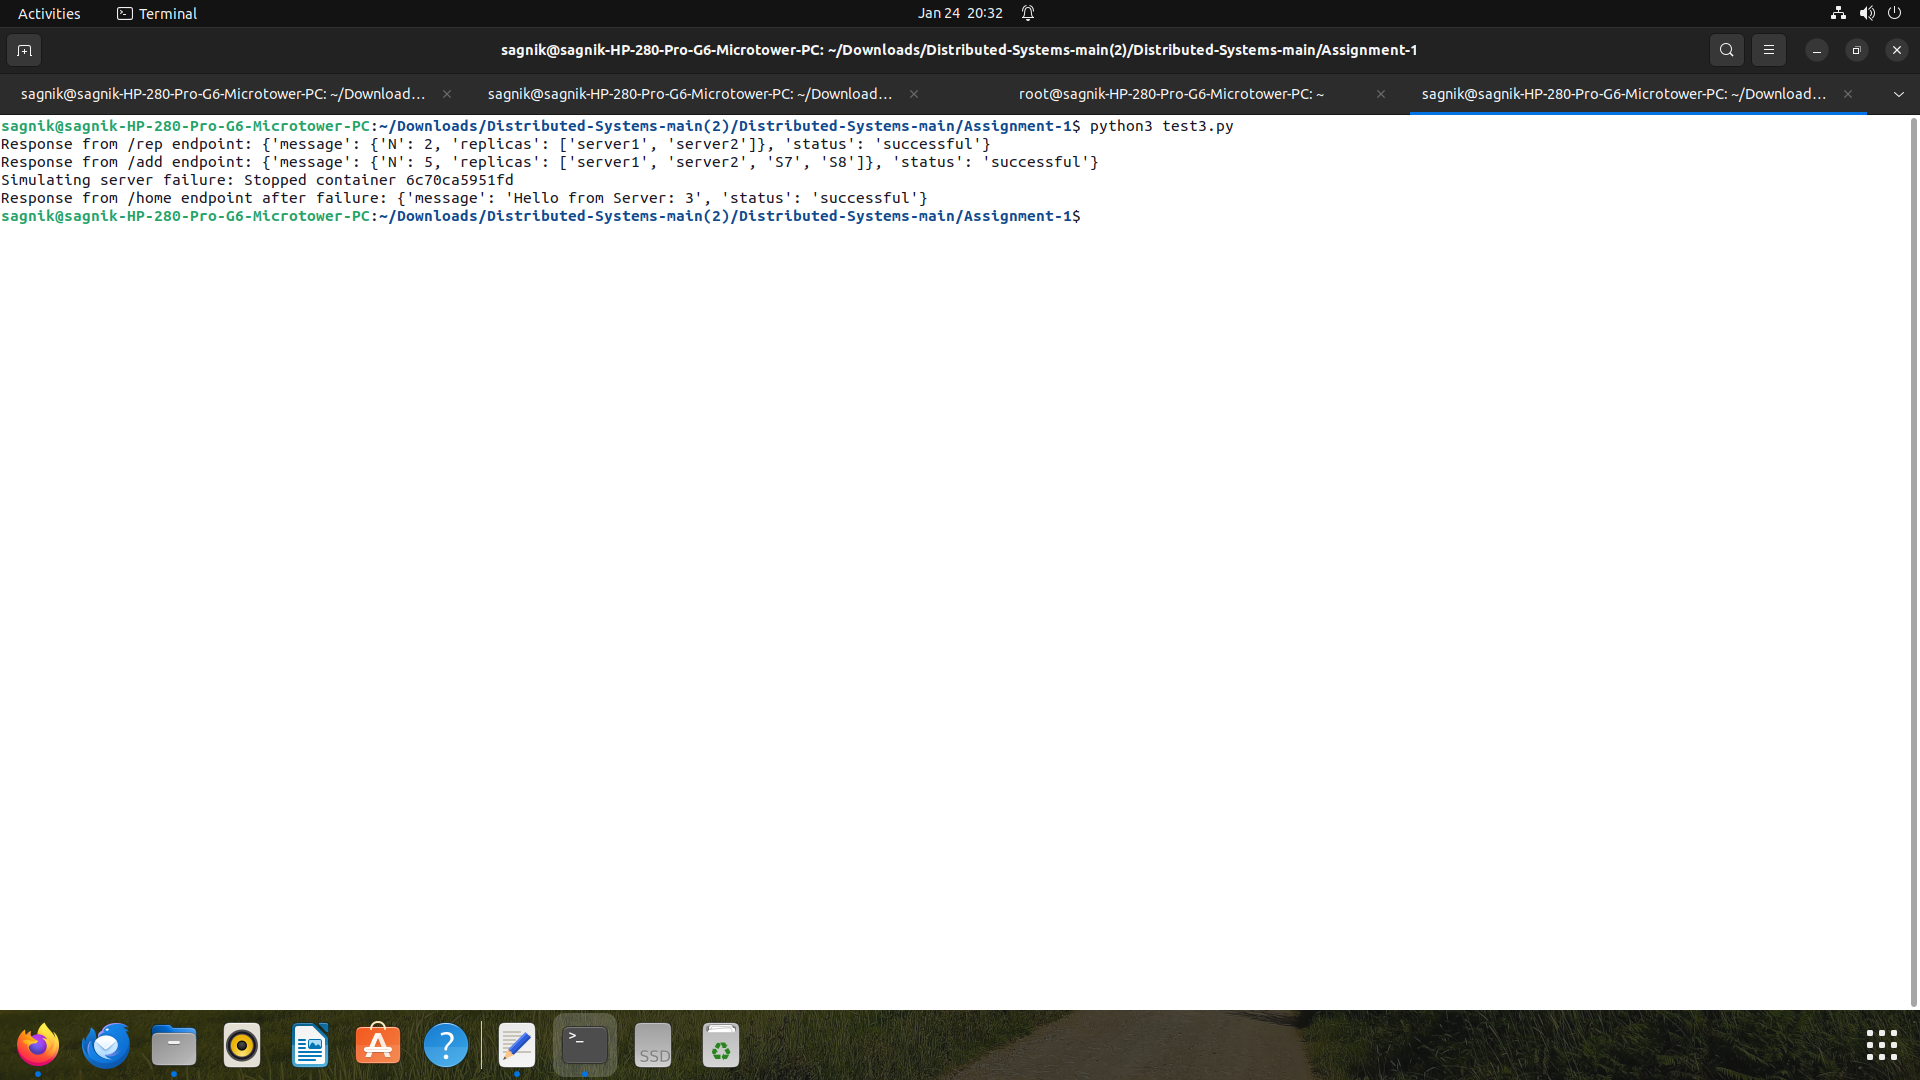 Activities Terminal Jan 24 20:32
sagnik@sagnik-HP-280-Pro-G6-Microtower-PC: ~/Downloads/Distributed-Systems-main(2)/Distributed-Systems-main/Assignment-1
sagnik@sagnik-HP-280-Pro-G6-Microtower-PC: ~/Download... sagnik@sagnik-HP-280-Pro-G6-Microtower-PC: ~/Download... root@sagnik-HP-280-Pro-G6-Microtower-PC: ~ sagnik@sagnik-HP-280-Pro-G6-Microtower-PC: ~/Download...
sagnik@sagnik-HP-280-Pro-G6-Microtower-PC:~/Downloads/Distributed-Systems-main(2)/Distributed-Systems-main/Assignment-1$ python3 test3.py
Response from /rep endpoint: {'message': {'N': 2, 'replicas': ['server1', 'server2']}, 'status': 'successful'}
Response from /add endpoint: {'message': {'N': 5, 'replicas': ['server1', 'server2', 'S7', 'S8']}, 'status': 'successful'}
Simulating server failure: Stopped container 6c70ca5951fd
Response from /home endpoint after failure: {'message': 'Hello from Server: 3', 'status': 'successful'}
sagnik@sagnik-HP-280-Pro-G6-Microtower-PC:~/Downloads/Distributed-Systems-main(2)/Distributed-Systems-main/Assignment-1$
SSD